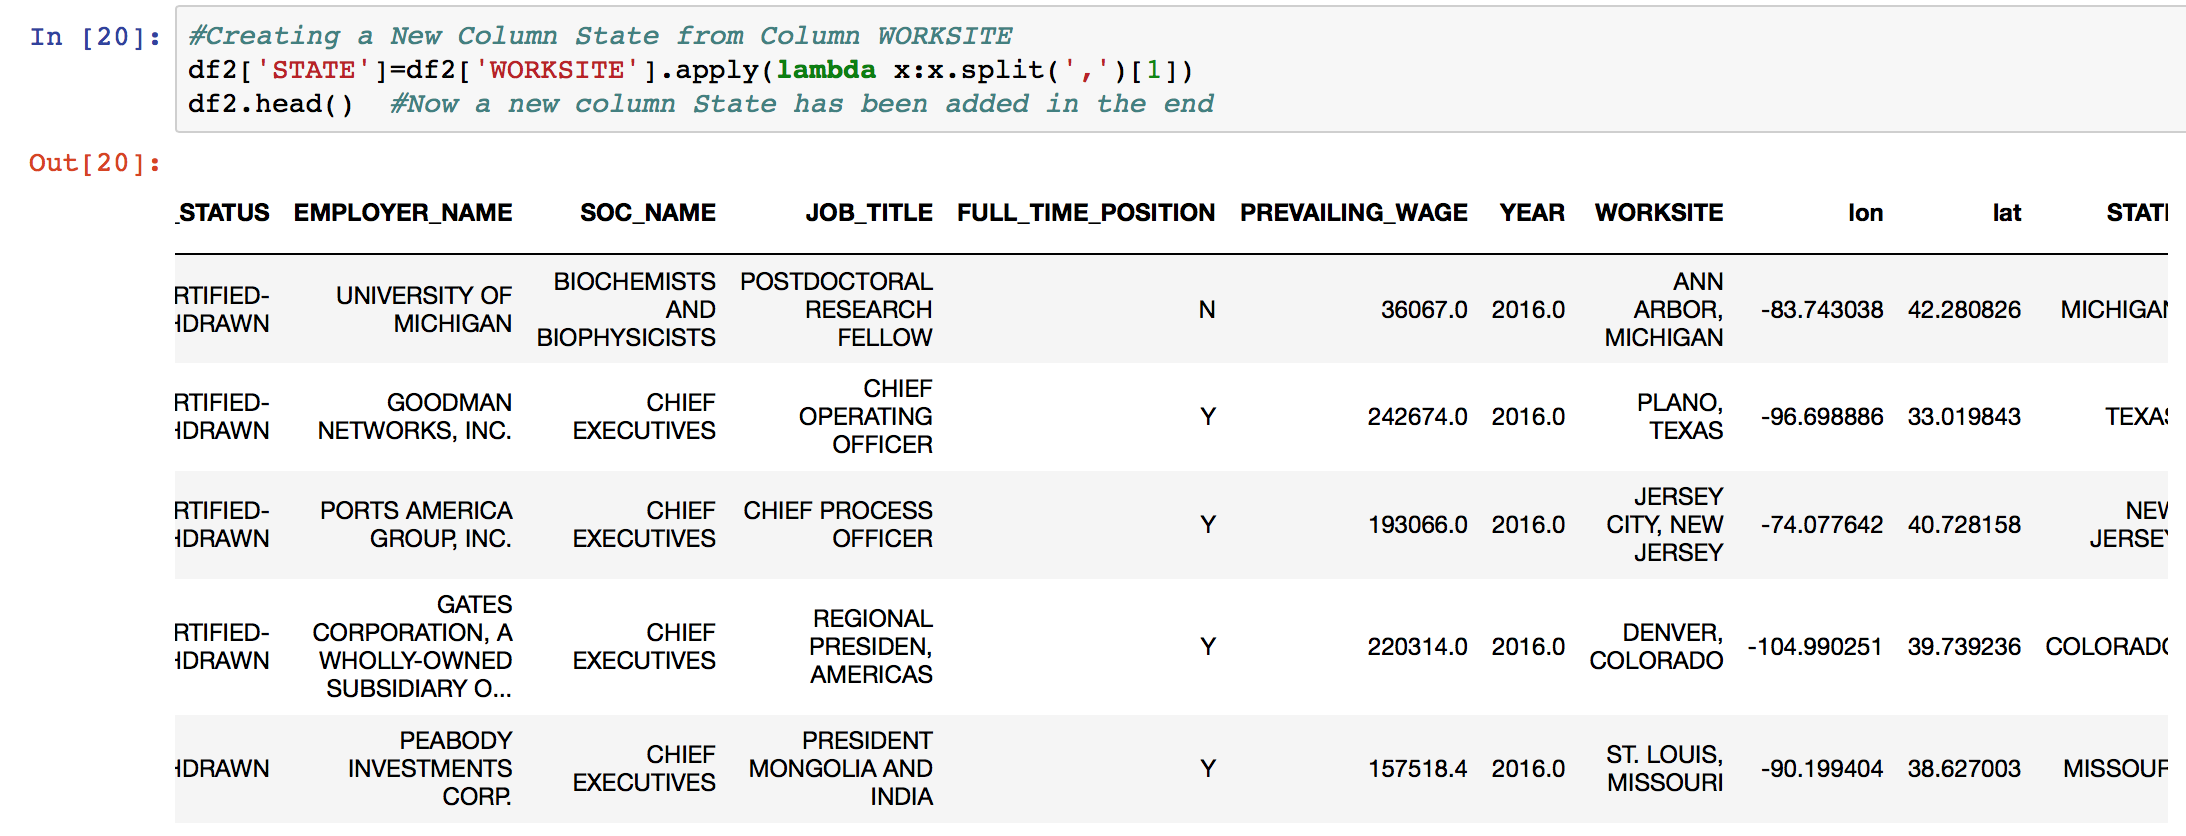 In [20]:
#Creating a New Column State from Column WORKSITE
df2['STATE']=df2['WORKSITE'].apply(lambda x:x.split(',')[1])
df2.head()  #Now a new column State has been added in the end
Out[20]:
_STATUS EMPLOYER_NAME SOC_NAME JOB_TITLE FULL_TIME_POSITION PREVAILING_WAGE YEAR WORKSITE lon lat STATE
RTIFIED-
HDRAWN
UNIVERSITY OF
MICHIGAN
BIOCHEMISTS
AND
BIOPHYSICISTS
POSTDOCTORAL
RESEARCH
FELLOW
N
36067.0
2016.0
ANN
ARBOR,
MICHIGAN
-83.743038
42.280826
MICHIGAN
RTIFIED-
HDRAWN
GOODMAN
NETWORKS, INC.
CHIEF
EXECUTIVES
CHIEF
OPERATING
OFFICER
Y
242674.0
2016.0
PLANO,
TEXAS
-96.698886
33.019843
TEXAS
RTIFIED-
HDRAWN
PORTS AMERICA
GROUP, INC.
CHIEF
EXECUTIVES
CHIEF PROCESS
OFFICER
Y
193066.0
2016.0
JERSEY
CITY, NEW
JERSEY
-74.077642
40.728158
NEW
JERSEY
RTIFIED-
HDRAWN
GATES
CORPORATION, A
WHOLLY-OWNED
SUBSIDIARY O...
CHIEF
EXECUTIVES
REGIONAL
PRESIDEN,
AMERICAS
Y
220314.0
2016.0
DENVER,
COLORADO
-104.990251
39.739236
COLORADO
HDRAWN
PEABODY
INVESTMENTS
CORP.
CHIEF
EXECUTIVES
PRESIDENT
MONGOLIA AND
INDIA
Y
157518.4
2016.0
ST. LOUIS,
MISSOURI
-90.199404
38.627003
MISSOUR